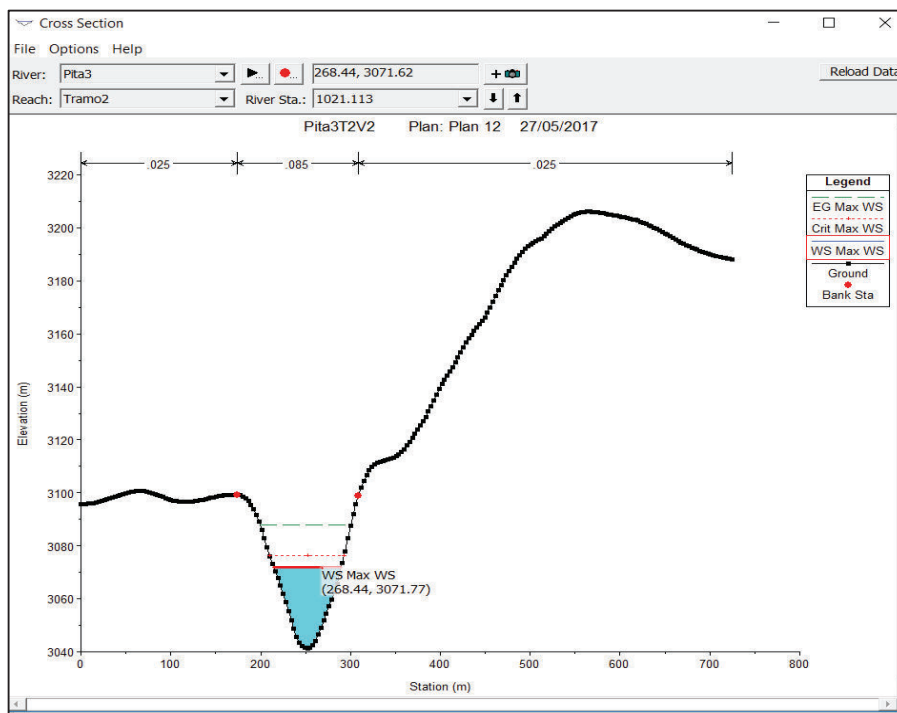 Cross Section
File Options Help
River: Pita3 268.44, 3071.62 Reload Data
Reach: Tramo2 River Sta.: 1021.113
Pita3T2V2 Plan: Plan 12 27/05/2017
.025 .085 .025
Legend
EG Max WS
Crit Max WS
WS Max WS
Ground
Bank Sta
3220
3200
3180
3160
3140
3120
3100
3080
3060
3040
Elevation (m)
WS Max WS
(268.44, 3071.77)
0 100 200 300 400 500 600 700 800
Station (m)